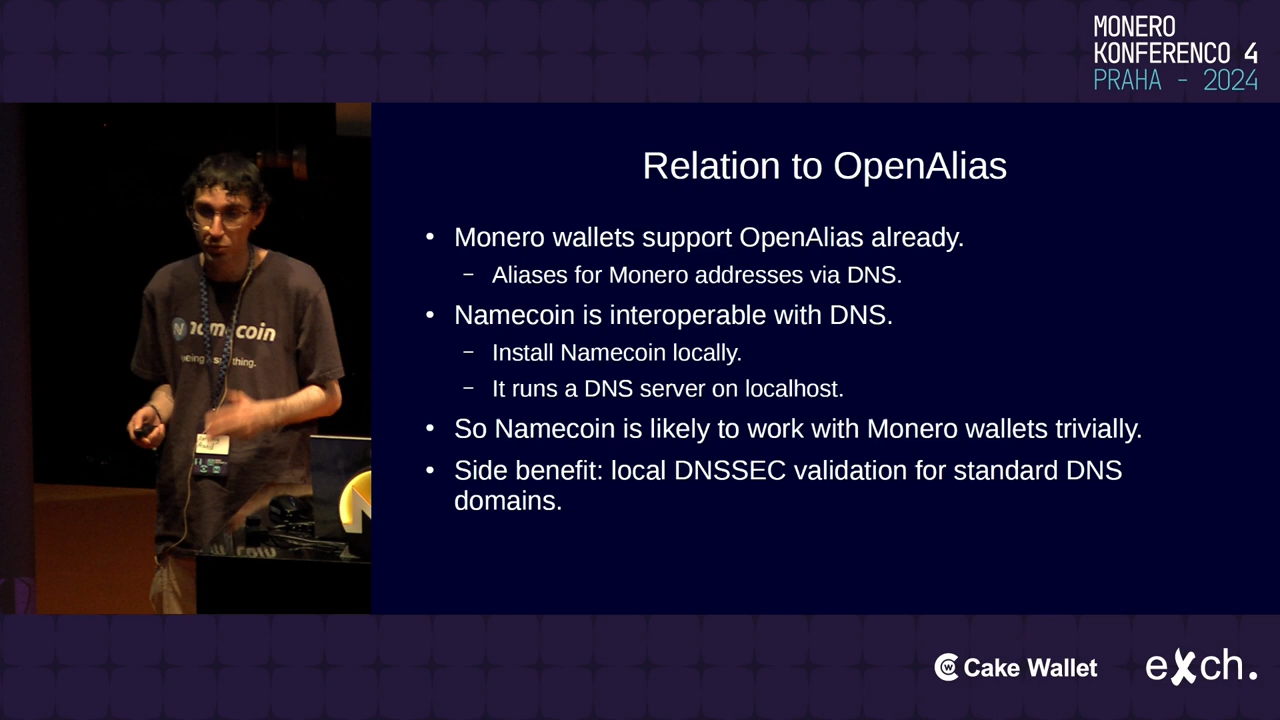 MONERO
KONFERENCO 4
PRAHA - 2024
Relation to OpenAlias
• Monero wallets support OpenAlias already.
– Aliases for Monero addresses via DNS.
• Namecoin is interoperable with DNS.
– Install Namecoin locally.
– It runs a DNS server on localhost.
• So Namecoin is likely to work with Monero wallets trivially.
• Side benefit: local DNSSEC validation for standard DNS
domains.
namecoin
Cake Wallet
exch.